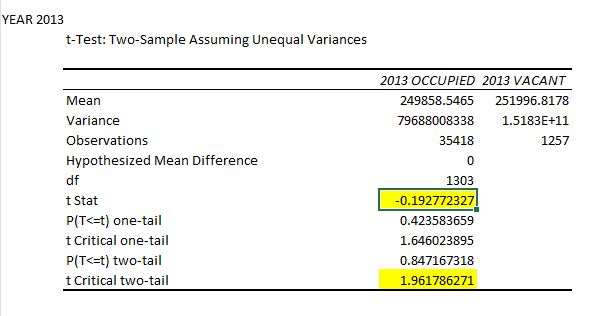 YEAR 2013
t-Test: Two-Sample Assuming Unequal Variances
2013 OCCUPIED 2013 VACANT
Mean 249858.5465 251996.8178
Variance 79688008338 1.5183E+11
Observations 35418 1257
Hypothesized Mean Difference 0
df 1303
t Stat -0.192772327
P(T<=t) one-tail 0.423583659
t Critical one-tail 1.646023895
P(T<=t) two-tail 0.847167318
t Critical two-tail 1.961786271